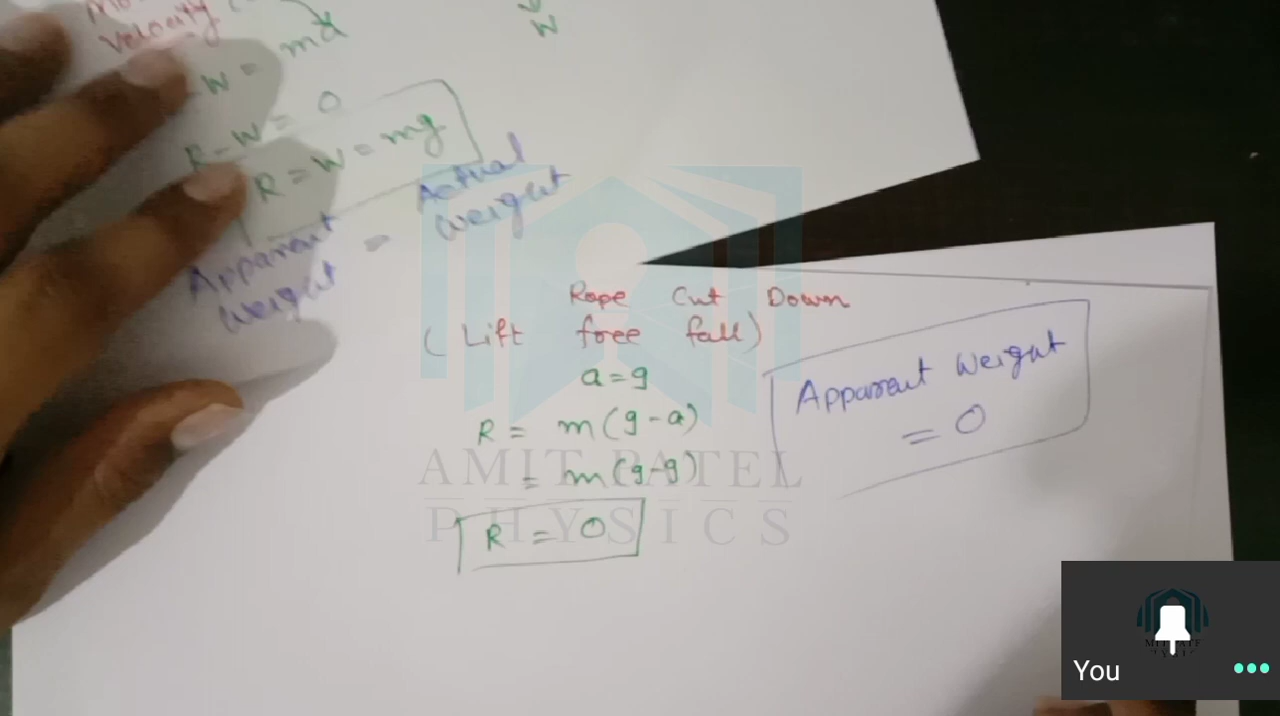 Velocity
W = ma
R - W = 0
R = W = mg
Apparent Weight = Actual Weight
W
Rope Cut Down
( Lift free fall)
a = g
R = m(g-a)
= m(g-g)
R = 0
Apparent Weight
= 0
AMIT PATEL
PHYSICS
You